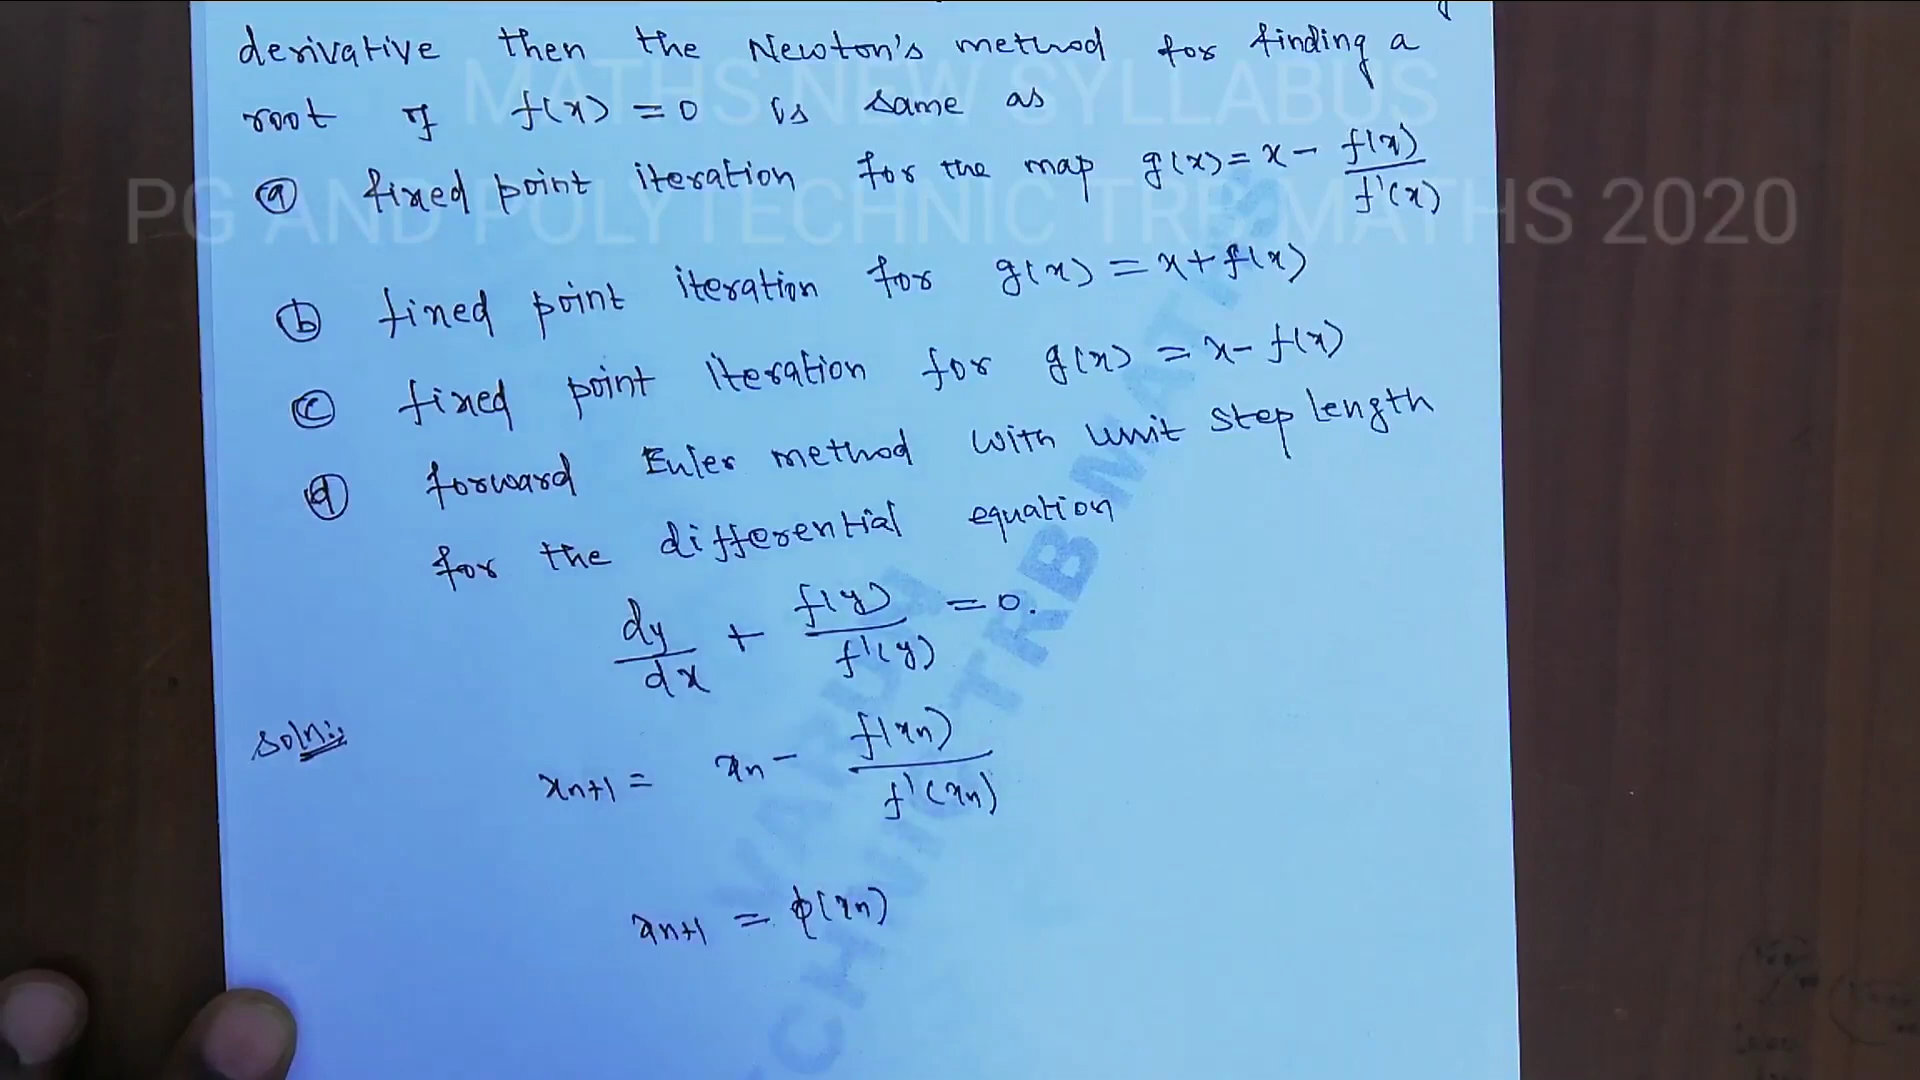 derivative then the Newton's method for finding a
root of f(x) = 0 is same as
(a) fixed point iteration for the map g(x) = x - f(x)/f'(x)
(b) fixed point iteration for g(x) = x + f(x)
(c) fixed point iteration for g(x) = x - f(x)
(d) forward Euler method with unit step length
for the differential equation
dy/dx + f(y)/f'(y) = 0.
Soln:
xn+1 = xn - f(xn)/f'(xn)
xn+1 = φ(xn)
MATHS NEW SYLLABUS
PG AND POLYTECHNIC TRB MATHS 2020